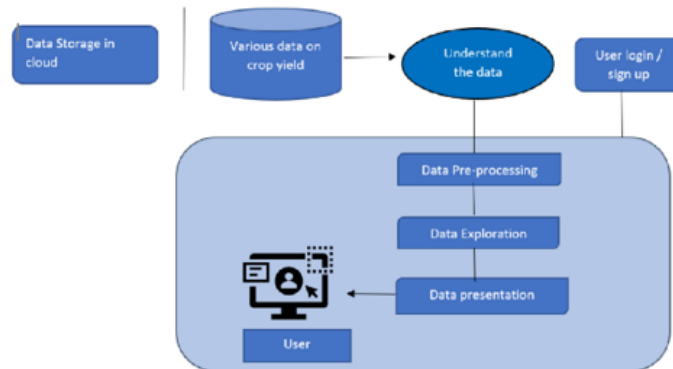 Data Storage in
cloud
Various data on
crop yield
Understand
the data
User login /
sign up
Data Pre-processing
Data Exploration
Data presentation
User